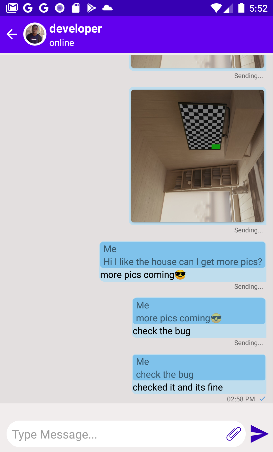 5:52
developer
online
Sending...
Sending...
Me
Hi I like the house can I get more pics?
more pics coming😎
Sending...
Me
more pics coming😎
check the bug
Sending...
Me
check the bug
checked it and its fine
02:50 PM ✓
Type Message...